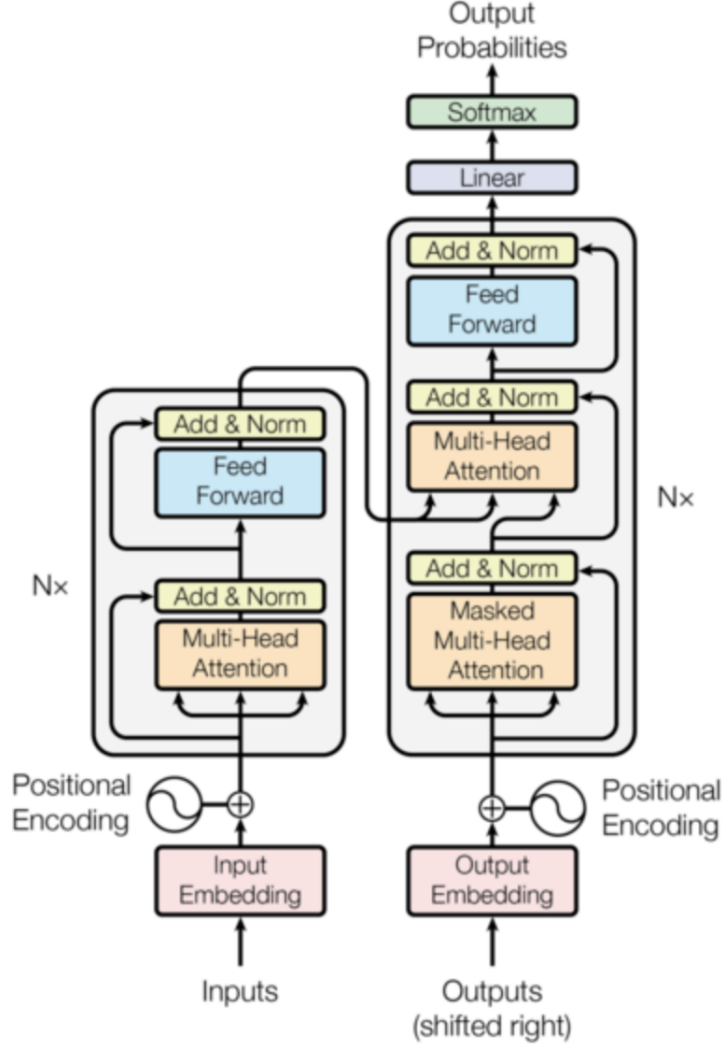 Output
Probabilities
Softmax
Linear
Add & Norm
Feed
Forward
Add & Norm
Multi-Head
Attention
Add & Norm
Masked
Multi-Head
Attention
Nx
Add & Norm
Feed
Forward
Add & Norm
Multi-Head
Attention
Nx
Positional
Encoding
Positional
Encoding
Input
Embedding
Output
Embedding
Inputs
Outputs
(shifted right)